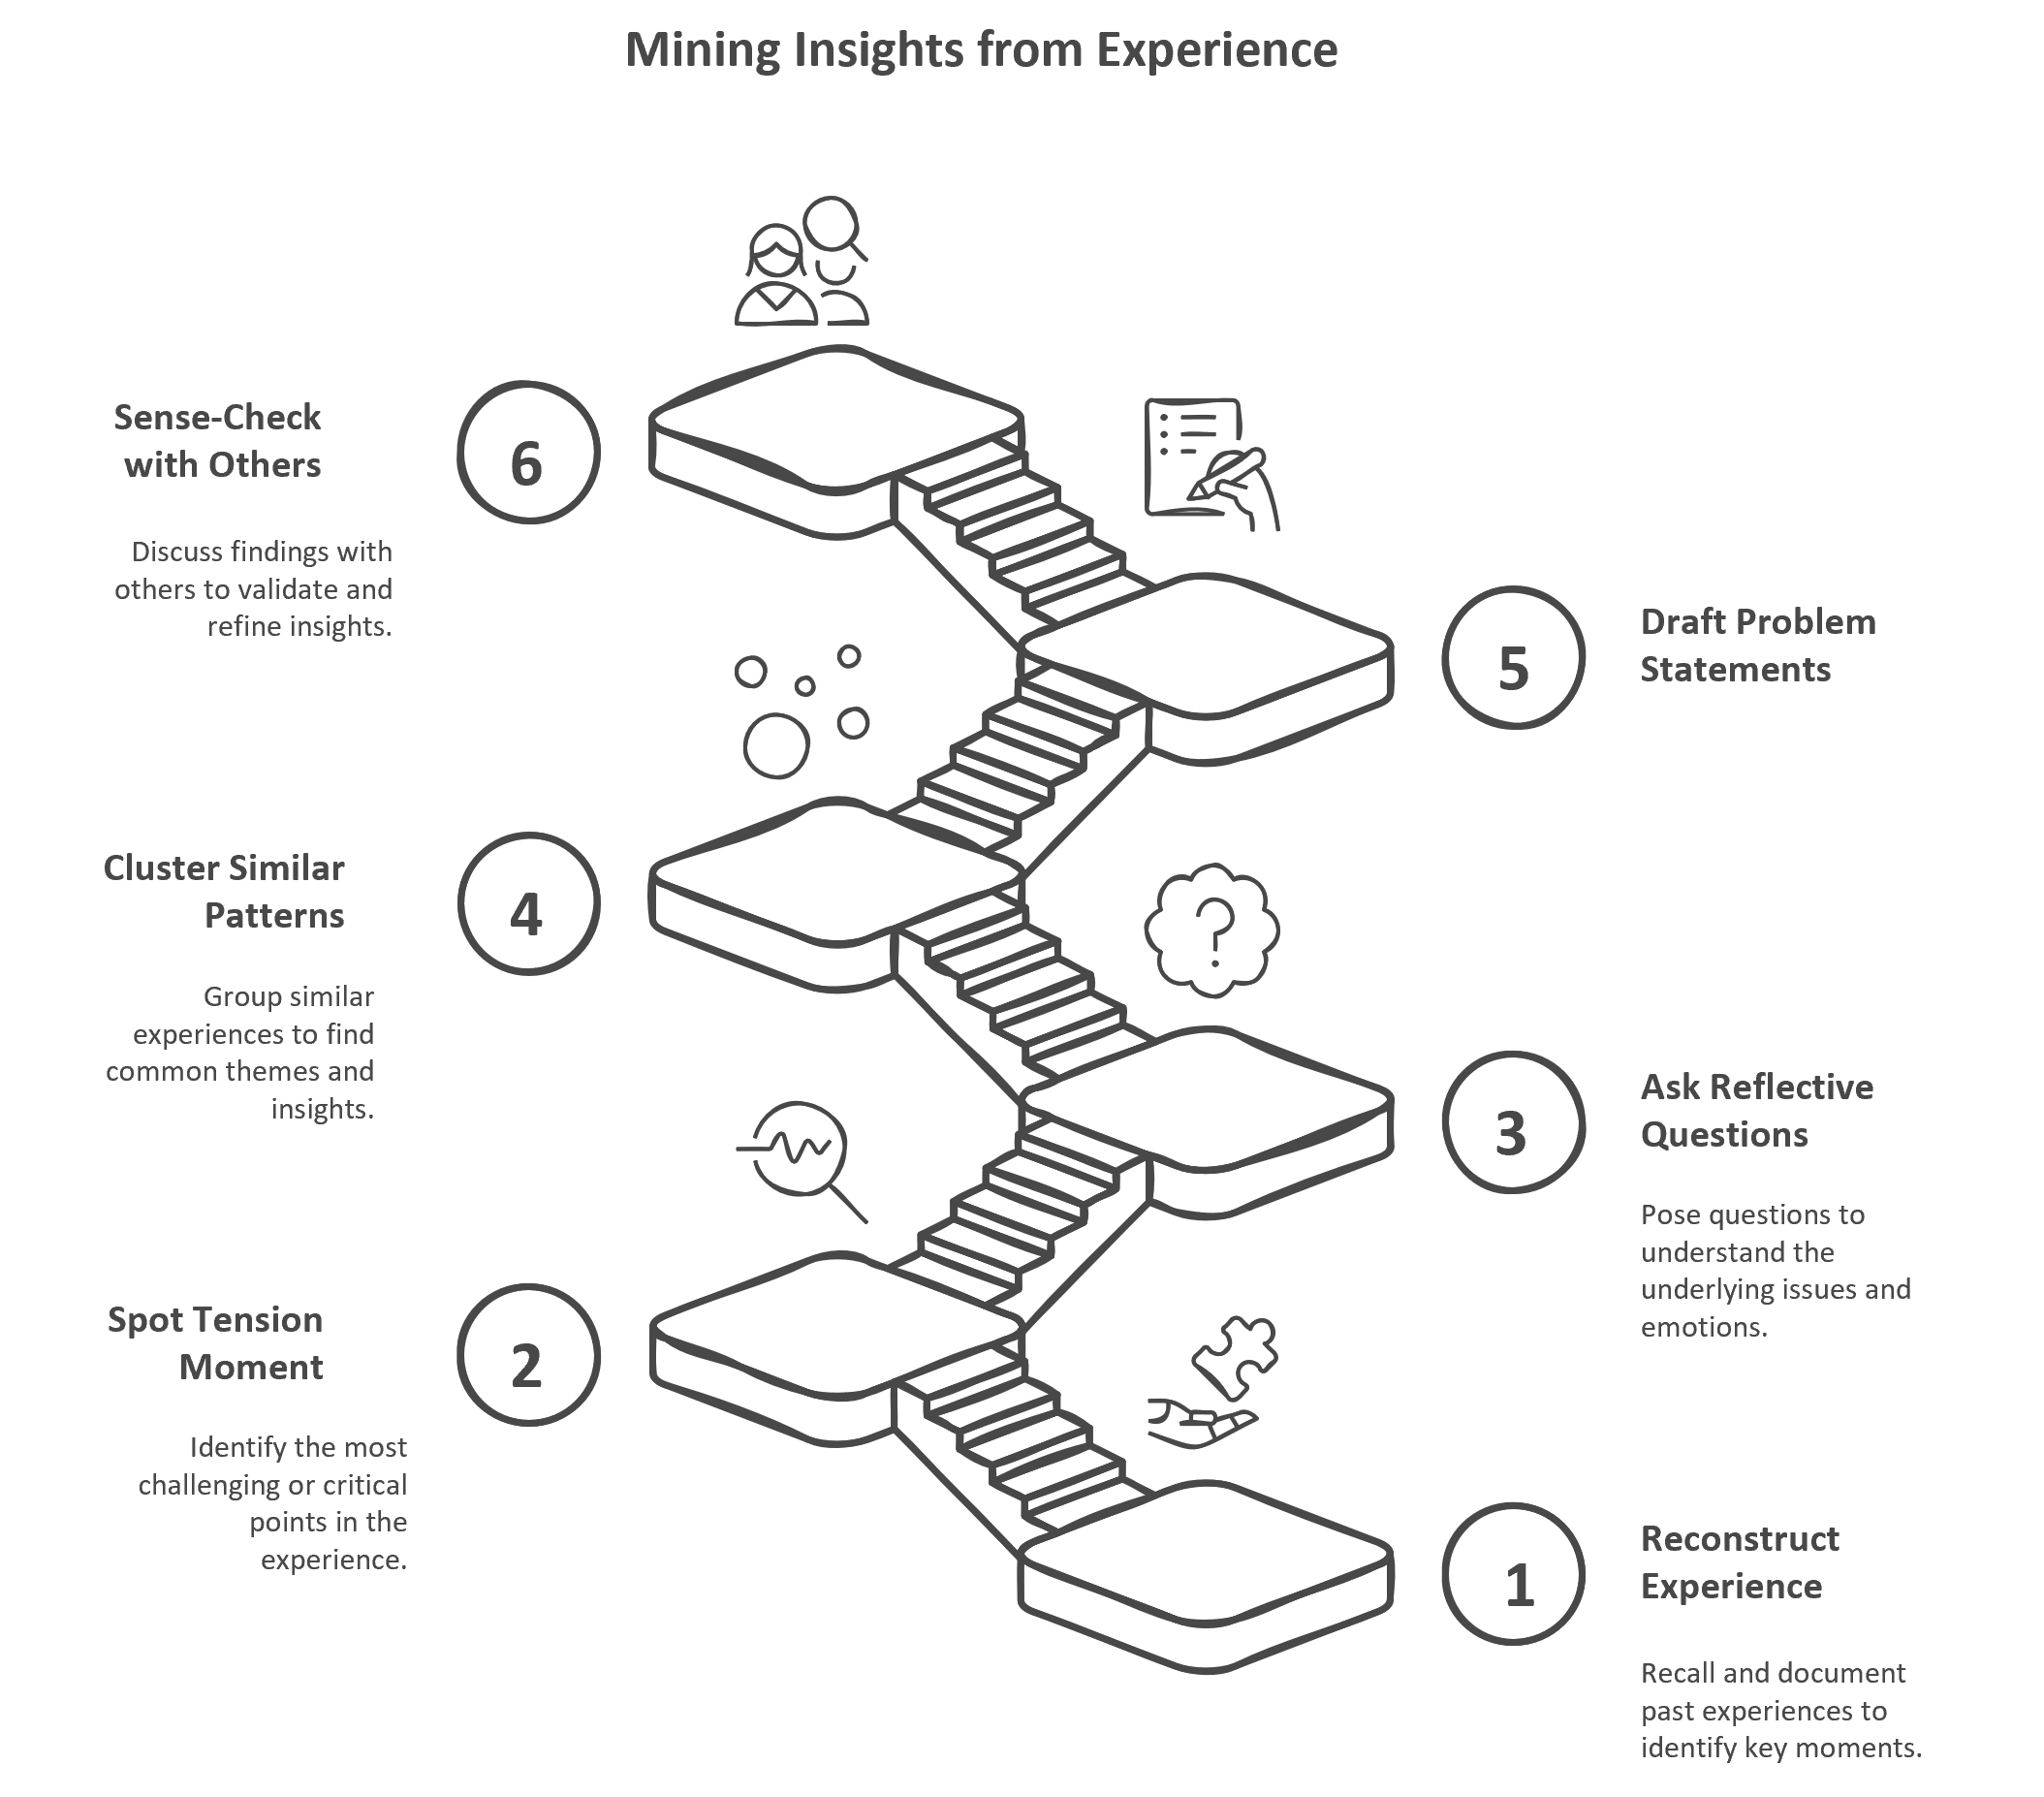 Mining Insights from Experience
6
Sense-Check
with Others
Discuss findings with
others to validate and
refine insights.
5
Draft Problem
Statements
4
Cluster Similar
Patterns
Group similar
experiences to find
common themes and
insights.
3
Ask Reflective
Questions
Pose questions to
understand the
underlying issues and
emotions.
2
Spot Tension
Moment
Identify the most
challenging or critical
points in the
experience.
1
Reconstruct
Experience
Recall and document
past experiences to
identify key moments.